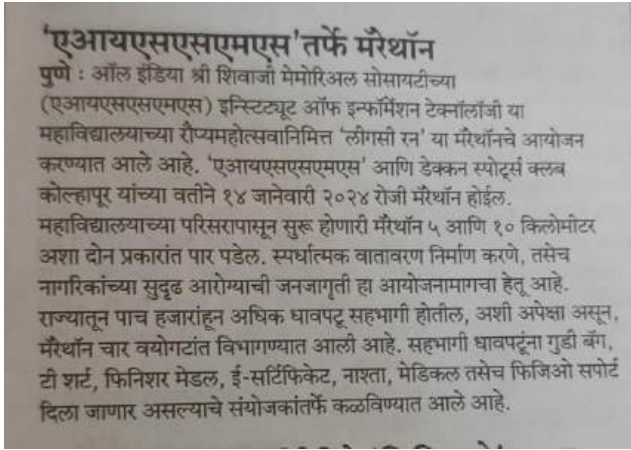 'एआयएसएसएमएस'तर्फे मॅरेथॉन
पुणे : ऑल इंडिया श्री शिवाजी मेमोरिअल सोसायटीच्या
(एआयएसएसएमएस) इन्स्टिट्यूट ऑफ इन्फॉर्मेशन टेक्नॉलॉजी या
महाविद्यालयाच्या रौप्यमहोत्सवानिमित्त 'लीगसी रन' या मॅरेथॉनचे आयोजन
करण्यात आले आहे. 'एआयएसएसएमएस' आणि डेक्कन स्पोर्ट्स क्लब
कोल्हापूर यांच्या वतीने १४ जानेवारी २०२४ रोजी मॅरेथॉन होईल.
महाविद्यालयाच्या परिसरापासून सुरू होणारी मॅरेथॉन ५ आणि १० किलोमीटर
अशा दोन प्रकारांत पार पडेल. स्पर्धात्मक वातावरण निर्माण करणे, तसेच
नागरिकांच्या सुदृढ आरोग्याची जनजागृती हा आयोजनामागचा हेतू आहे.
राज्यातून पाच हजारांहून अधिक धावपटू सहभागी होतील, अशी अपेक्षा असून,
मॅरेथॉन चार वयोगटांत विभागण्यात आली आहे. सहभागी धावपटूंना गुडी बॅग,
टी शर्ट, फिनिशर मेडल, ई-सर्टिफिकेट, नाश्ता, मेडिकल तसेच फिजिओ सपोर्ट
दिला जाणार असल्याचे संयोजकांतर्फे कळविण्यात आले आहे.